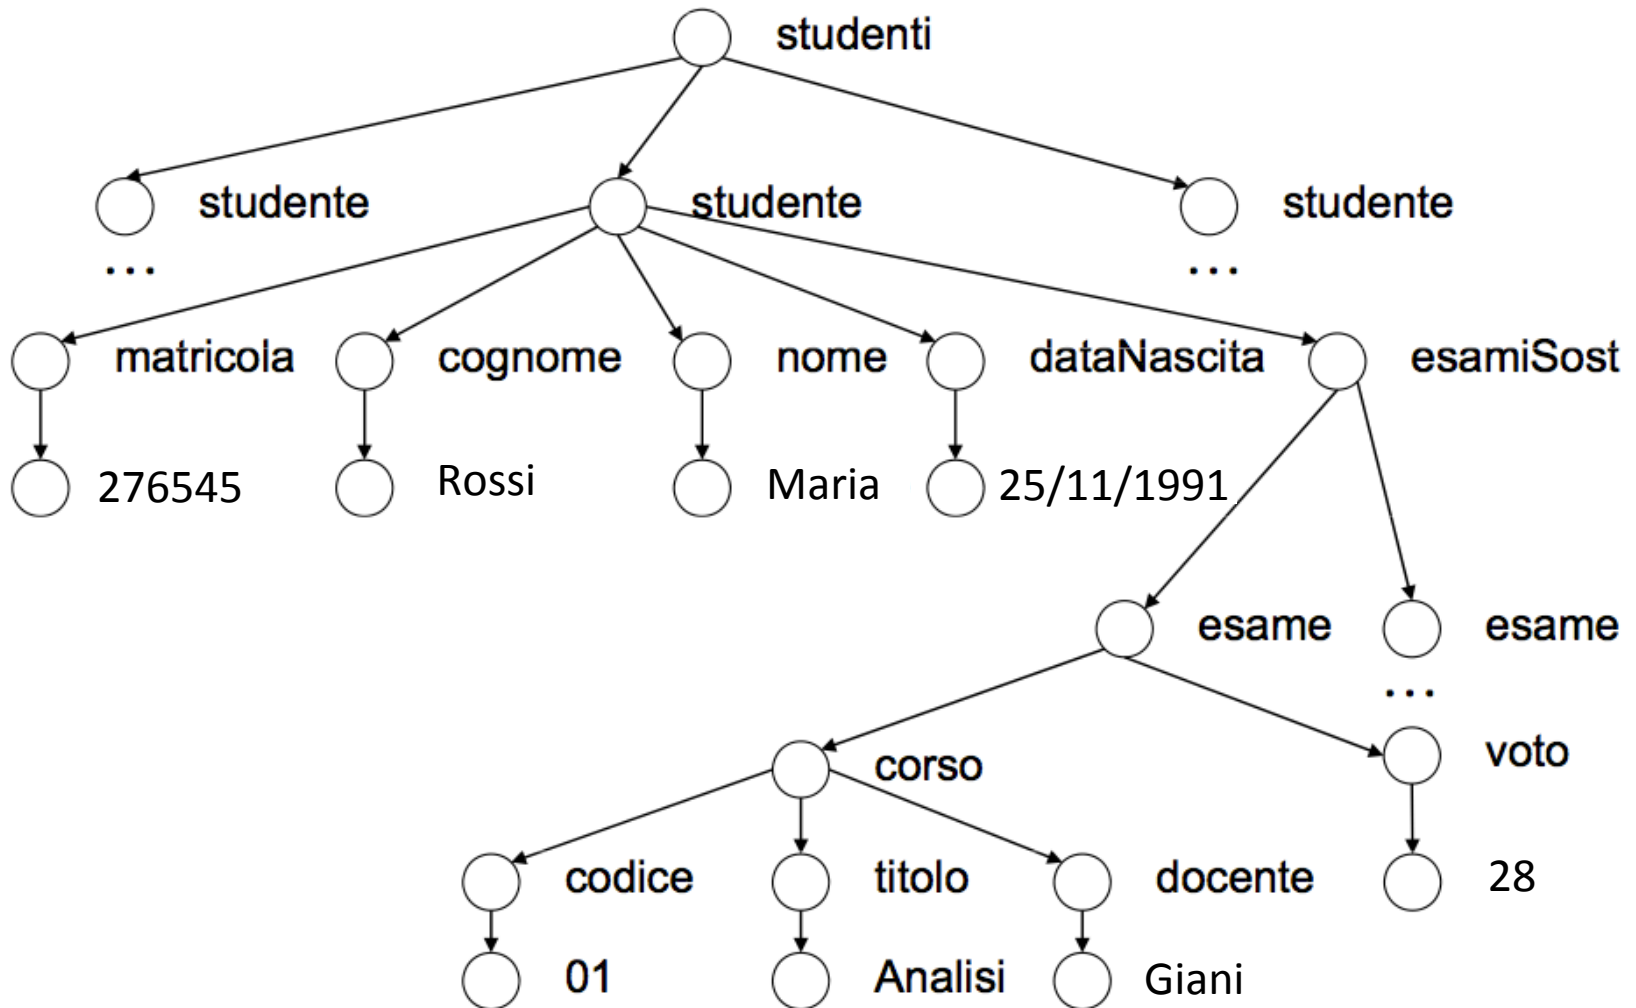 studenti
studente studente studente
... ...
matricola cognome nome dataNascita esamiSost
276545 Rossi Maria 25/11/1991
esame esame
...
corso voto
codice titolo docente 28
01 Analisi Giani